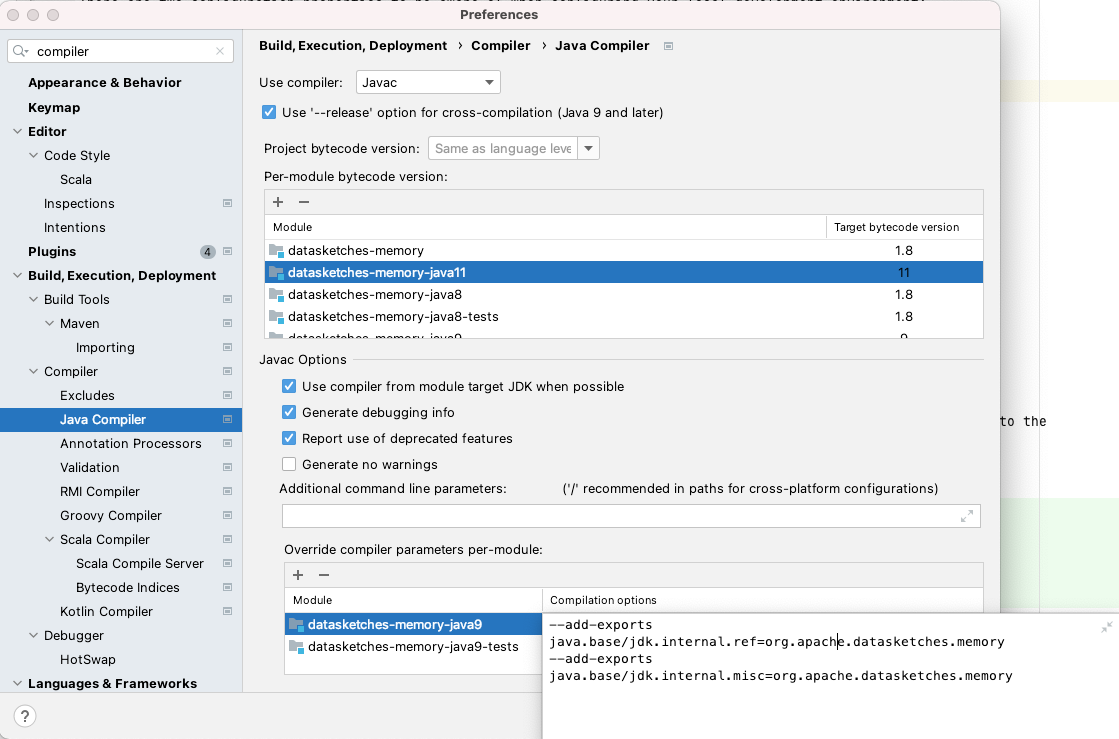 Preferences
compiler
Appearance & Behavior
Keymap
Editor
Code Style
Scala
Inspections
Intentions
Plugins 4
Build, Execution, Deployment
Build Tools
Maven
Importing
Compiler
Excludes
Java Compiler
Annotation Processors
Validation
RMI Compiler
Groovy Compiler
Scala Compiler
Scala Compile Server
Bytecode Indices
Kotlin Compiler
Debugger
HotSwap
Languages & Frameworks
?
Build, Execution, Deployment › Compiler › Java Compiler
Use compiler: Javac
Use '--release' option for cross-compilation (Java 9 and later)
Project bytecode version: Same as language leve
Per-module bytecode version:
Module Target bytecode version
datasketches-memory 1.8
datasketches-memory-java11 11
datasketches-memory-java8 1.8
datasketches-memory-java8-tests 1.8
datasketches-memory-java9 9
Javac Options
Use compiler from module target JDK when possible
Generate debugging info
Report use of deprecated features
Generate no warnings
Additional command line parameters: ('/' recommended in paths for cross-platform configurations)
Override compiler parameters per-module:
Module Compilation options
datasketches-memory-java9
datasketches-memory-java9-tests
--add-exports
java.base/jdk.internal.ref=org.apache.datasketches.memory
--add-exports
java.base/jdk.internal.misc=org.apache.datasketches.memory
to the